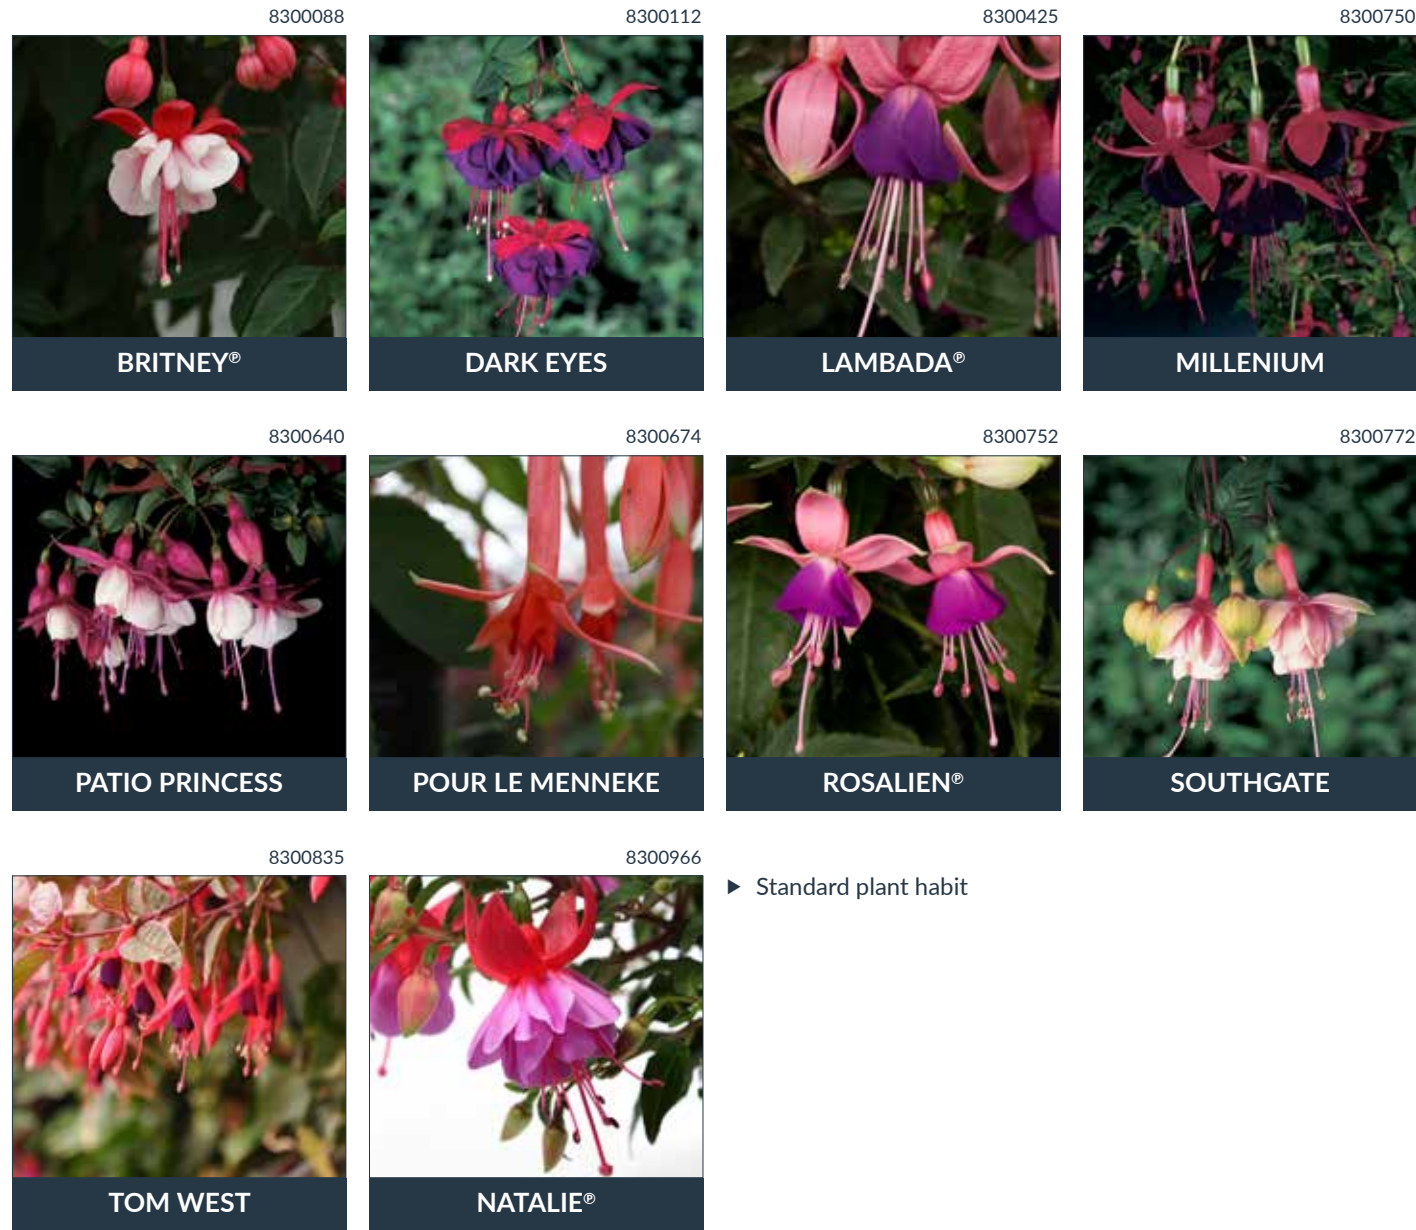 8300088
8300112
8300425
8300750
BRITNEY℗
DARK EYES
LAMBADA℗
MILLENIUM
8300640
8300674
8300752
8300772
PATIO PRINCESS
POUR LE MENNEKE
ROSALIEN℗
SOUTHGATE
8300835
8300966
▶ Standard plant habit
TOM WEST
NATALIE℗